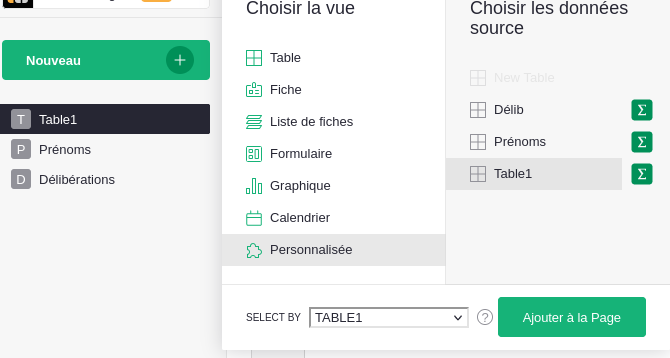 Choisir la vue
Choisir les données
source
Nouveau
Table
New Table
Fiche
Délib
Table1
Liste de fiches
Prénoms
Prénoms
Formulaire
Table1
Délibérations
Graphique
Calendrier
Personnalisée
SELECT BY
TABLE1
?
Ajouter à la Page
T
P
D
Σ
Σ
Σ